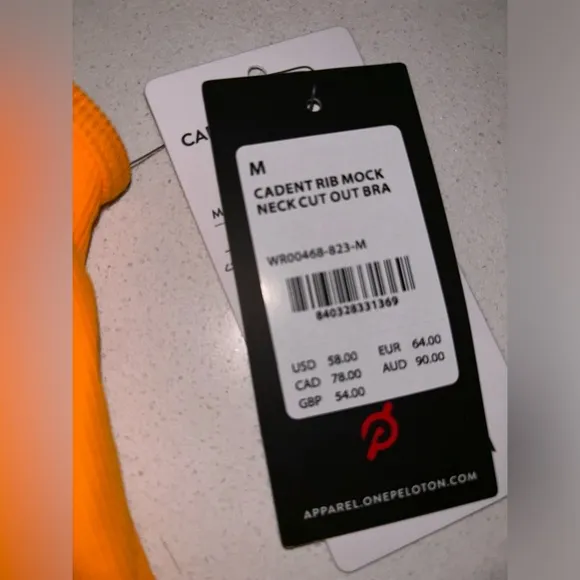 M
CADENT RIB MOCK
NECK CUT OUT BRA
WR00468-823-M
840328331369
USD 58.00 EUR 64.00
CAD 78.00 AUD 90.00
GBP 54.00
APPAREL.ONEPELOTON.COM
CA
M